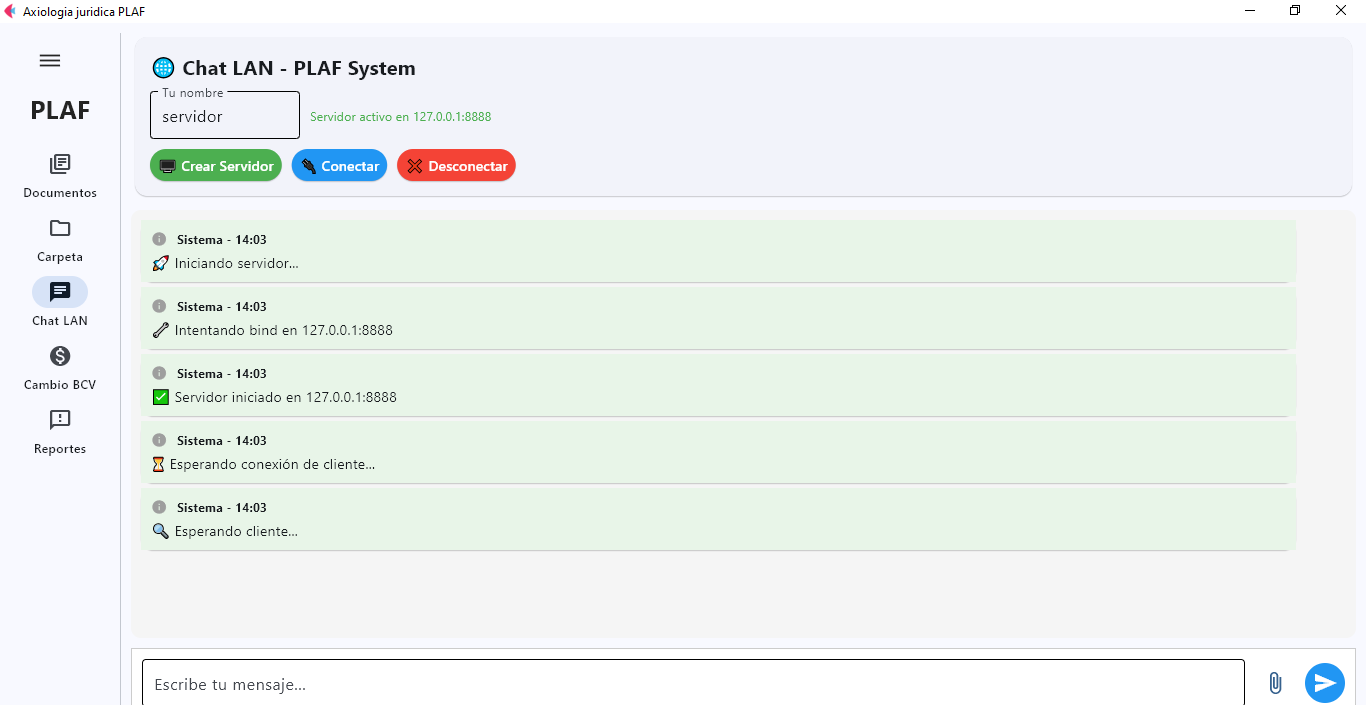 Axiologia juridica PLAF
PLAF
Documentos
Carpeta
Chat LAN
Cambio BCV
Reportes
🌐 Chat LAN - PLAF System
Tu nombre
servidor
Servidor activo en 127.0.0.1:8888
🖥️ Crear Servidor
🔌 Conectar
❌ Desconectar
Sistema - 14:03
🚀 Iniciando servidor...
Sistema - 14:03
🔧 Intentando bind en 127.0.0.1:8888
Sistema - 14:03
✅ Servidor iniciado en 127.0.0.1:8888
Sistema - 14:03
⏳ Esperando conexión de cliente...
Sistema - 14:03
🔍 Esperando cliente...
Escribe tu mensaje...